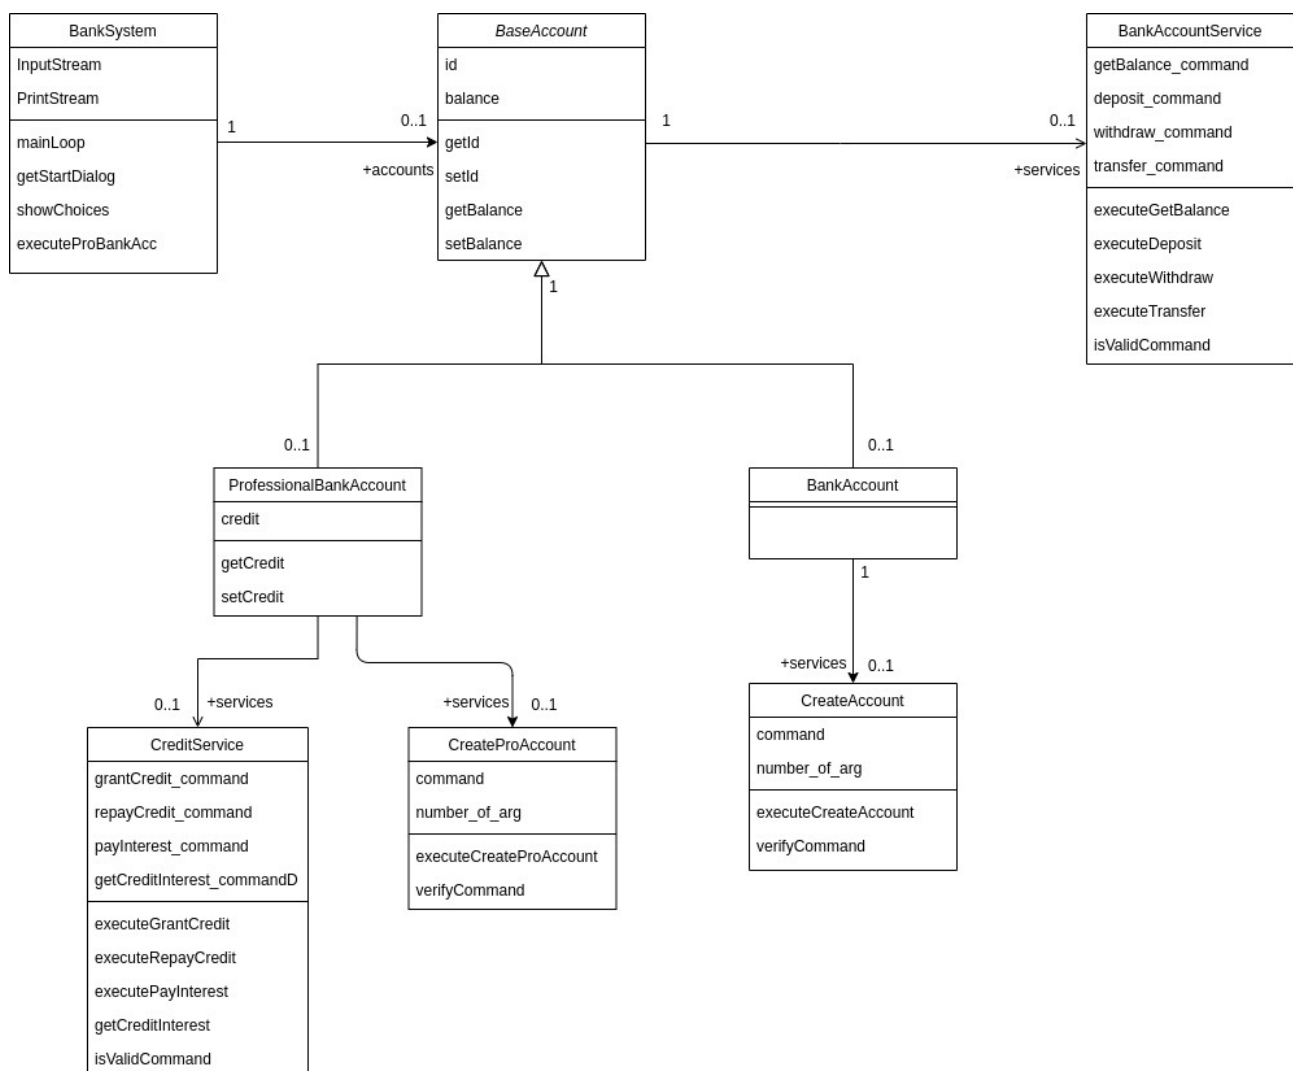 BankSystem
InputStream
PrintStream
mainLoop
getStartDialog
showChoices
executeProBankAcc
1
0..1
+accounts
BaseAccount
id
balance
getId
setId
getBalance
setBalance
1
0..1
+services
BankAccountService
getBalance_command
deposit_command
withdraw_command
transfer_command
executeGetBalance
executeDeposit
executeWithdraw
executeTransfer
isValidCommand
1
0..1
0..1
ProfessionalBankAccount
credit
getCredit
setCredit
BankAccount
1
+services
0..1
0..1
+services
+services
0..1
CreditService
grantCredit_command
repayCredit_command
payInterest_command
getCreditInterest_commandD
executeGrantCredit
executeRepayCredit
executePayInterest
getCreditInterest
isValidCommand
CreateProAccount
command
number_of_arg
executeCreateProAccount
verifyCommand
CreateAccount
command
number_of_arg
executeCreateAccount
verifyCommand